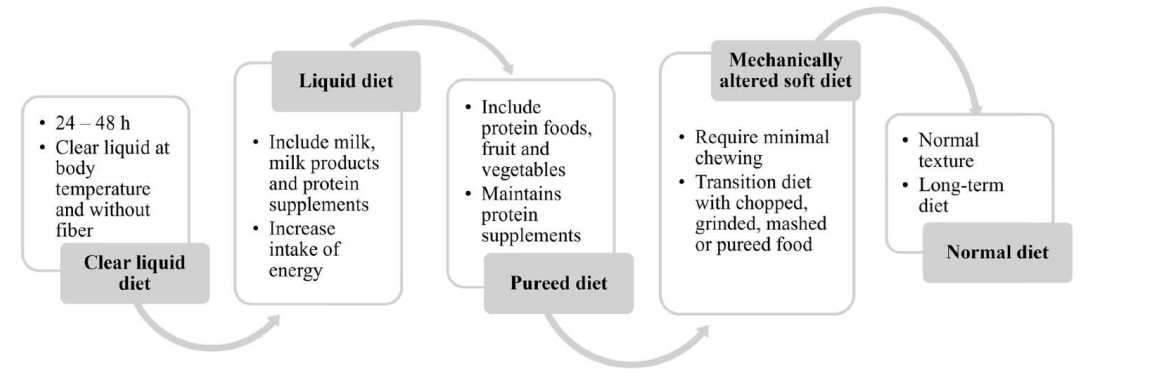 • 24 – 48 h
• Clear liquid at
body
temperature
and without
fiber
Clear liquid
diet
Liquid diet
• Include milk,
milk products
and protein
supplements
• Increase
intake of
energy
• Include
protein foods,
fruit and
vegetables
• Maintains
protein
supplements
Pureed diet
Mechanically
altered soft diet
• Require minimal
chewing
• Transition diet
with chopped,
grinded, mashed
or pureed food
• Normal
texture
• Long-term
diet
Normal diet